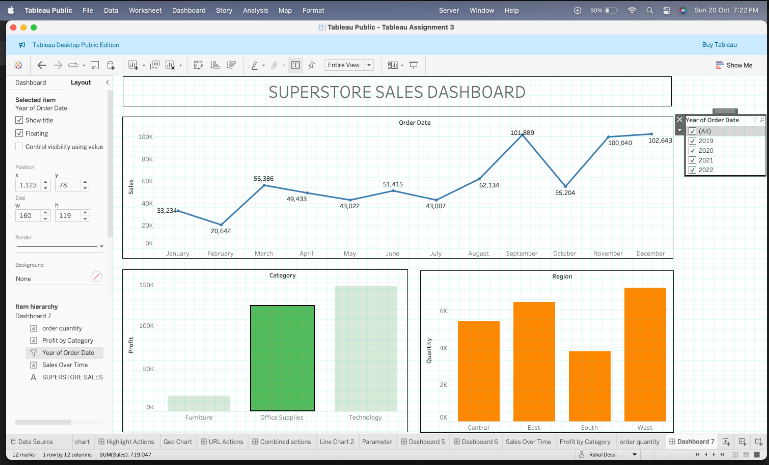 Tableau Public File Data Worksheet Dashboard Story Analysis Map Format Server Window Help 30% Sun 20 Oct 7:22 PM
Tableau Public - Tableau Assignment 3
Tableau Desktop Public Edition Buy Tableau
Entire View Show Me
Dashboard Layout
Selected item
Year of Order Date
Show title
Floating
Control visibility using value
Position
x y
1,123 78
Size
w h
160 119
Border
Background
None
Item hierarchy
Dashboard 7
order quantity
Profit by Category
Year of Order Date
Sales Over Time
SUPERSTORE SALES
SUPERSTORE SALES DASHBOARD
Order Date
Sales
100K
80K
60K
40K
20K
0K
33,234
20,642
56,386
49,433
43,022
51,415
43,007
62,134
101,889
55,204
100,040
102,643
January February March April May June July August September October November December
Year of Order Date
(All)
2019
2020
2021
2022
Category
Profit
150K
100K
50K
0K
Furniture Office Supplies Technology
Region
Quantity
6K
4K
2K
0K
Central East South West
Data Source chart Highlight Actions Geo Chart URL Actions Combined actions Line Chart 2 Parameter Dashboard 5 Dashboard 6 Sales Over Time Profit by Category order quantity Dashboard 7
12 marks 1 row by 12 columns SUM(Sales): 719,047 Rahul Desai